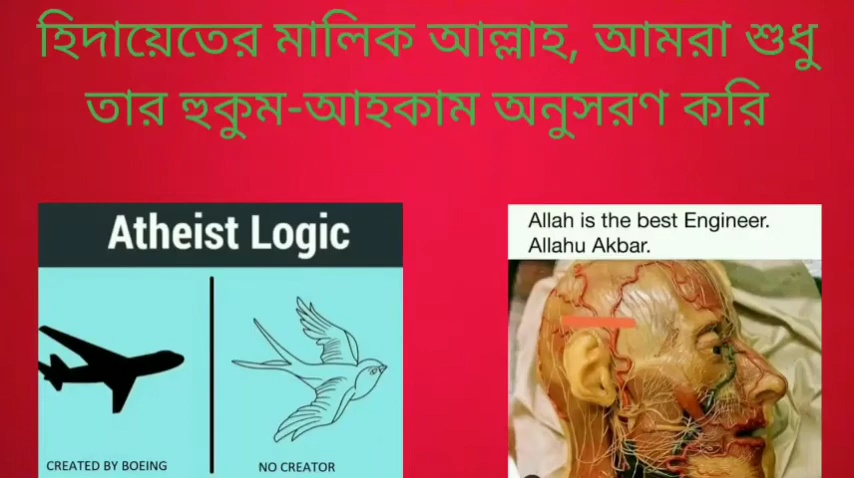 হিদায়েতের মালিক আল্লাহ, আমরা শুধু
তার হুকুম-আহকাম অনুসরণ করি
Atheist Logic
CREATED BY BOEING
NO CREATOR
Allah is the best Engineer.
Allahu Akbar.